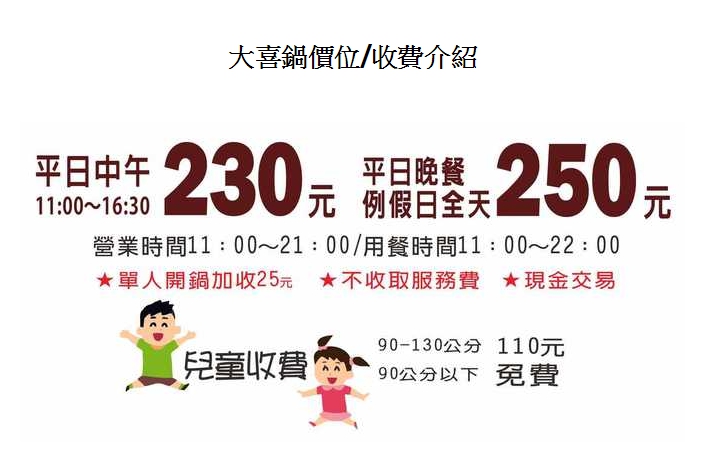 大喜鍋價位/收費介紹
平日中午 230元 平日晚餐 250元
11:00～16:30 例假日全天
營業時間11：00～21：00/用餐時間11：00～22：00
★單人開鍋加收25元 ★不收取服務費 ★現金交易
兒童收費
90-130公分 110元
90公分以下 免費